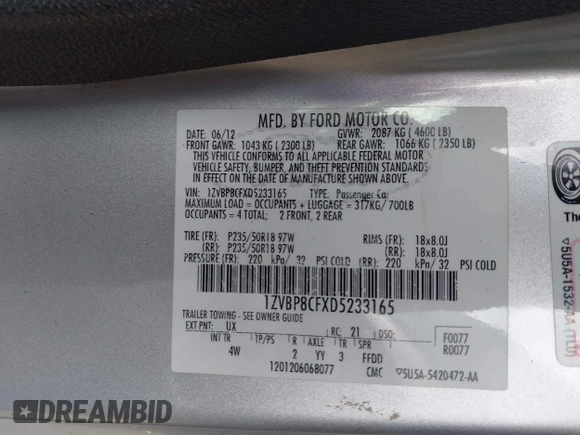 MFD. BY FORD MOTOR CO.
DATE: 06/12 GVWR: 2087 KG ( 4600 LB)
FRONT GAWR: 1043 KG ( 2300 LB) REAR GAWR: 1066 KG ( 2350 LB)
THIS VEHICLE CONFORMS TO ALL APPLICABLE FEDERAL MOTOR
VEHICLE SAFETY, BUMPER, AND THEFT PREVENTION STANDARDS
IN EFFECT ON THE DATE OF MANUFACTURE SHOWN ABOVE.
VIN: 1ZVBP8CFXD5233165 TYPE: Passenger Car
MAXIMUM LOAD = OCCUPANTS + LUGGAGE = 317KG/ 700LB
OCCUPANTS = 4 TOTAL; 2 FRONT, 2 REAR
TIRE (FR): P235/50R18 97W RIMS (FR): 18x8.0J
(RR): P235/50R18 97W (RR): 18x8.0J
PRESSURE (FR): 220 kPa/ 32 PSI COLD (RR): 220 kPa/ 32 PSI COLD
1ZVBP8CFXD5233165
TRAILER TOWING - SEE OWNER GUIDE
EXT PNT: UX RC: 21 DSO: F0077
INT TR TP/PS R AXLE TR SPR R0077
4W 2 YY 3 FFDD
1201206068077 CMC ▽5U5A-5420472-AA
The
▽5U5A-1532
DREAMBID